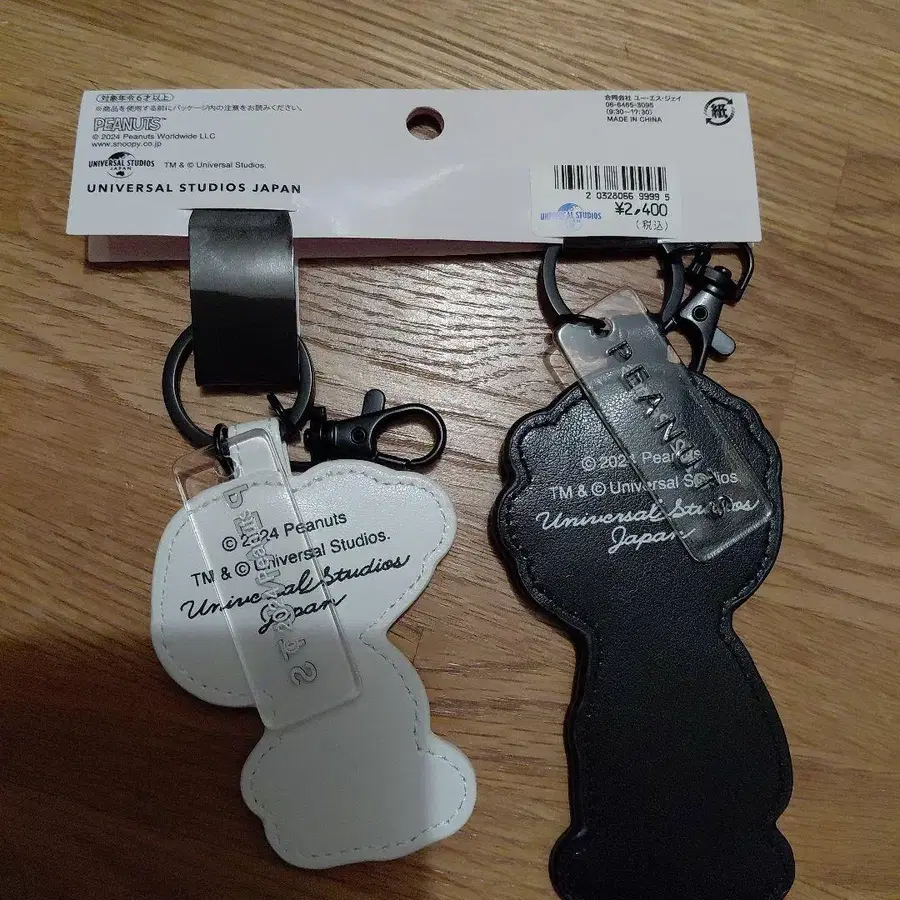 対象年令6才以上
※商品を使用する前にパッケージ内の注意をお読みください。
PEANUTS™
© 2024 Peanuts Worldwide LLC
www.snoopy.co.jp
UNIVERSAL STUDIOS
JAPAN
TM & © Universal Studios.
UNIVERSAL STUDIOS JAPAN
合同会社 ユー・エス・ジェイ
06-6465-3095
(9:30-17:30)
MADE IN CHINA
紙
2 0328066 9999 5
UNIVERSAL STUDIOS
¥2,400
(税込)
PEANUTS
© 2024 Peanuts
TM & © Universal Studios.
Universal Studios
Japan
PEANUTS
© 2024 Peanuts
TM & © Universal Studios.
Universal Studios
Japan